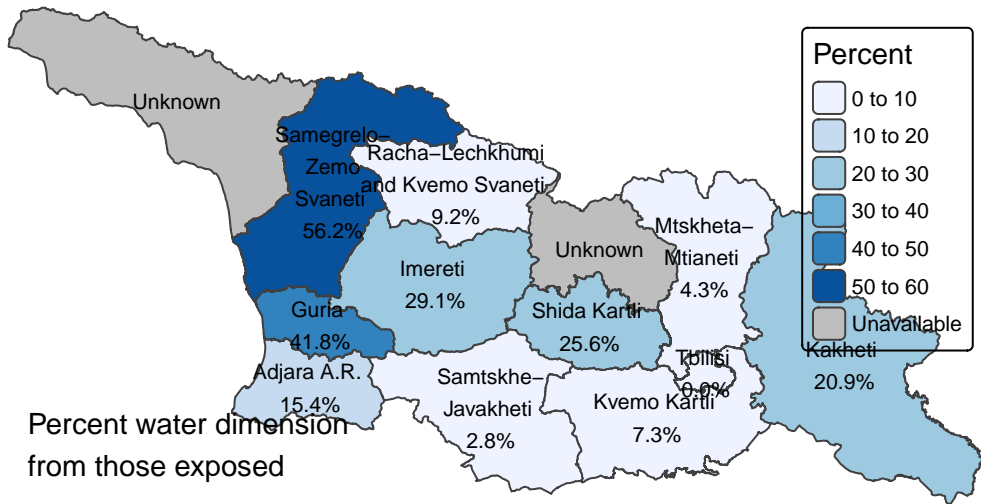 Unknown
Samegrelo–
Zemo
Svaneti
56.2%
Racha–Lechkhumi
and Kvemo Svaneti
9.2%
Unknown
Mtskheta–
Mtianeti
4.3%
Imereti
29.1%
Shida Kartli
25.6%
Guria
41.8%
Adjara A.R.
15.4%
Samtskhe–
Javakheti
2.8%
Kvemo Kartli
7.3%
Tbilisi
0.0%
Kakheti
20.9%
Percent
0 to 10
10 to 20
20 to 30
30 to 40
40 to 50
50 to 60
Unavailable
Percent water dimension
from those exposed